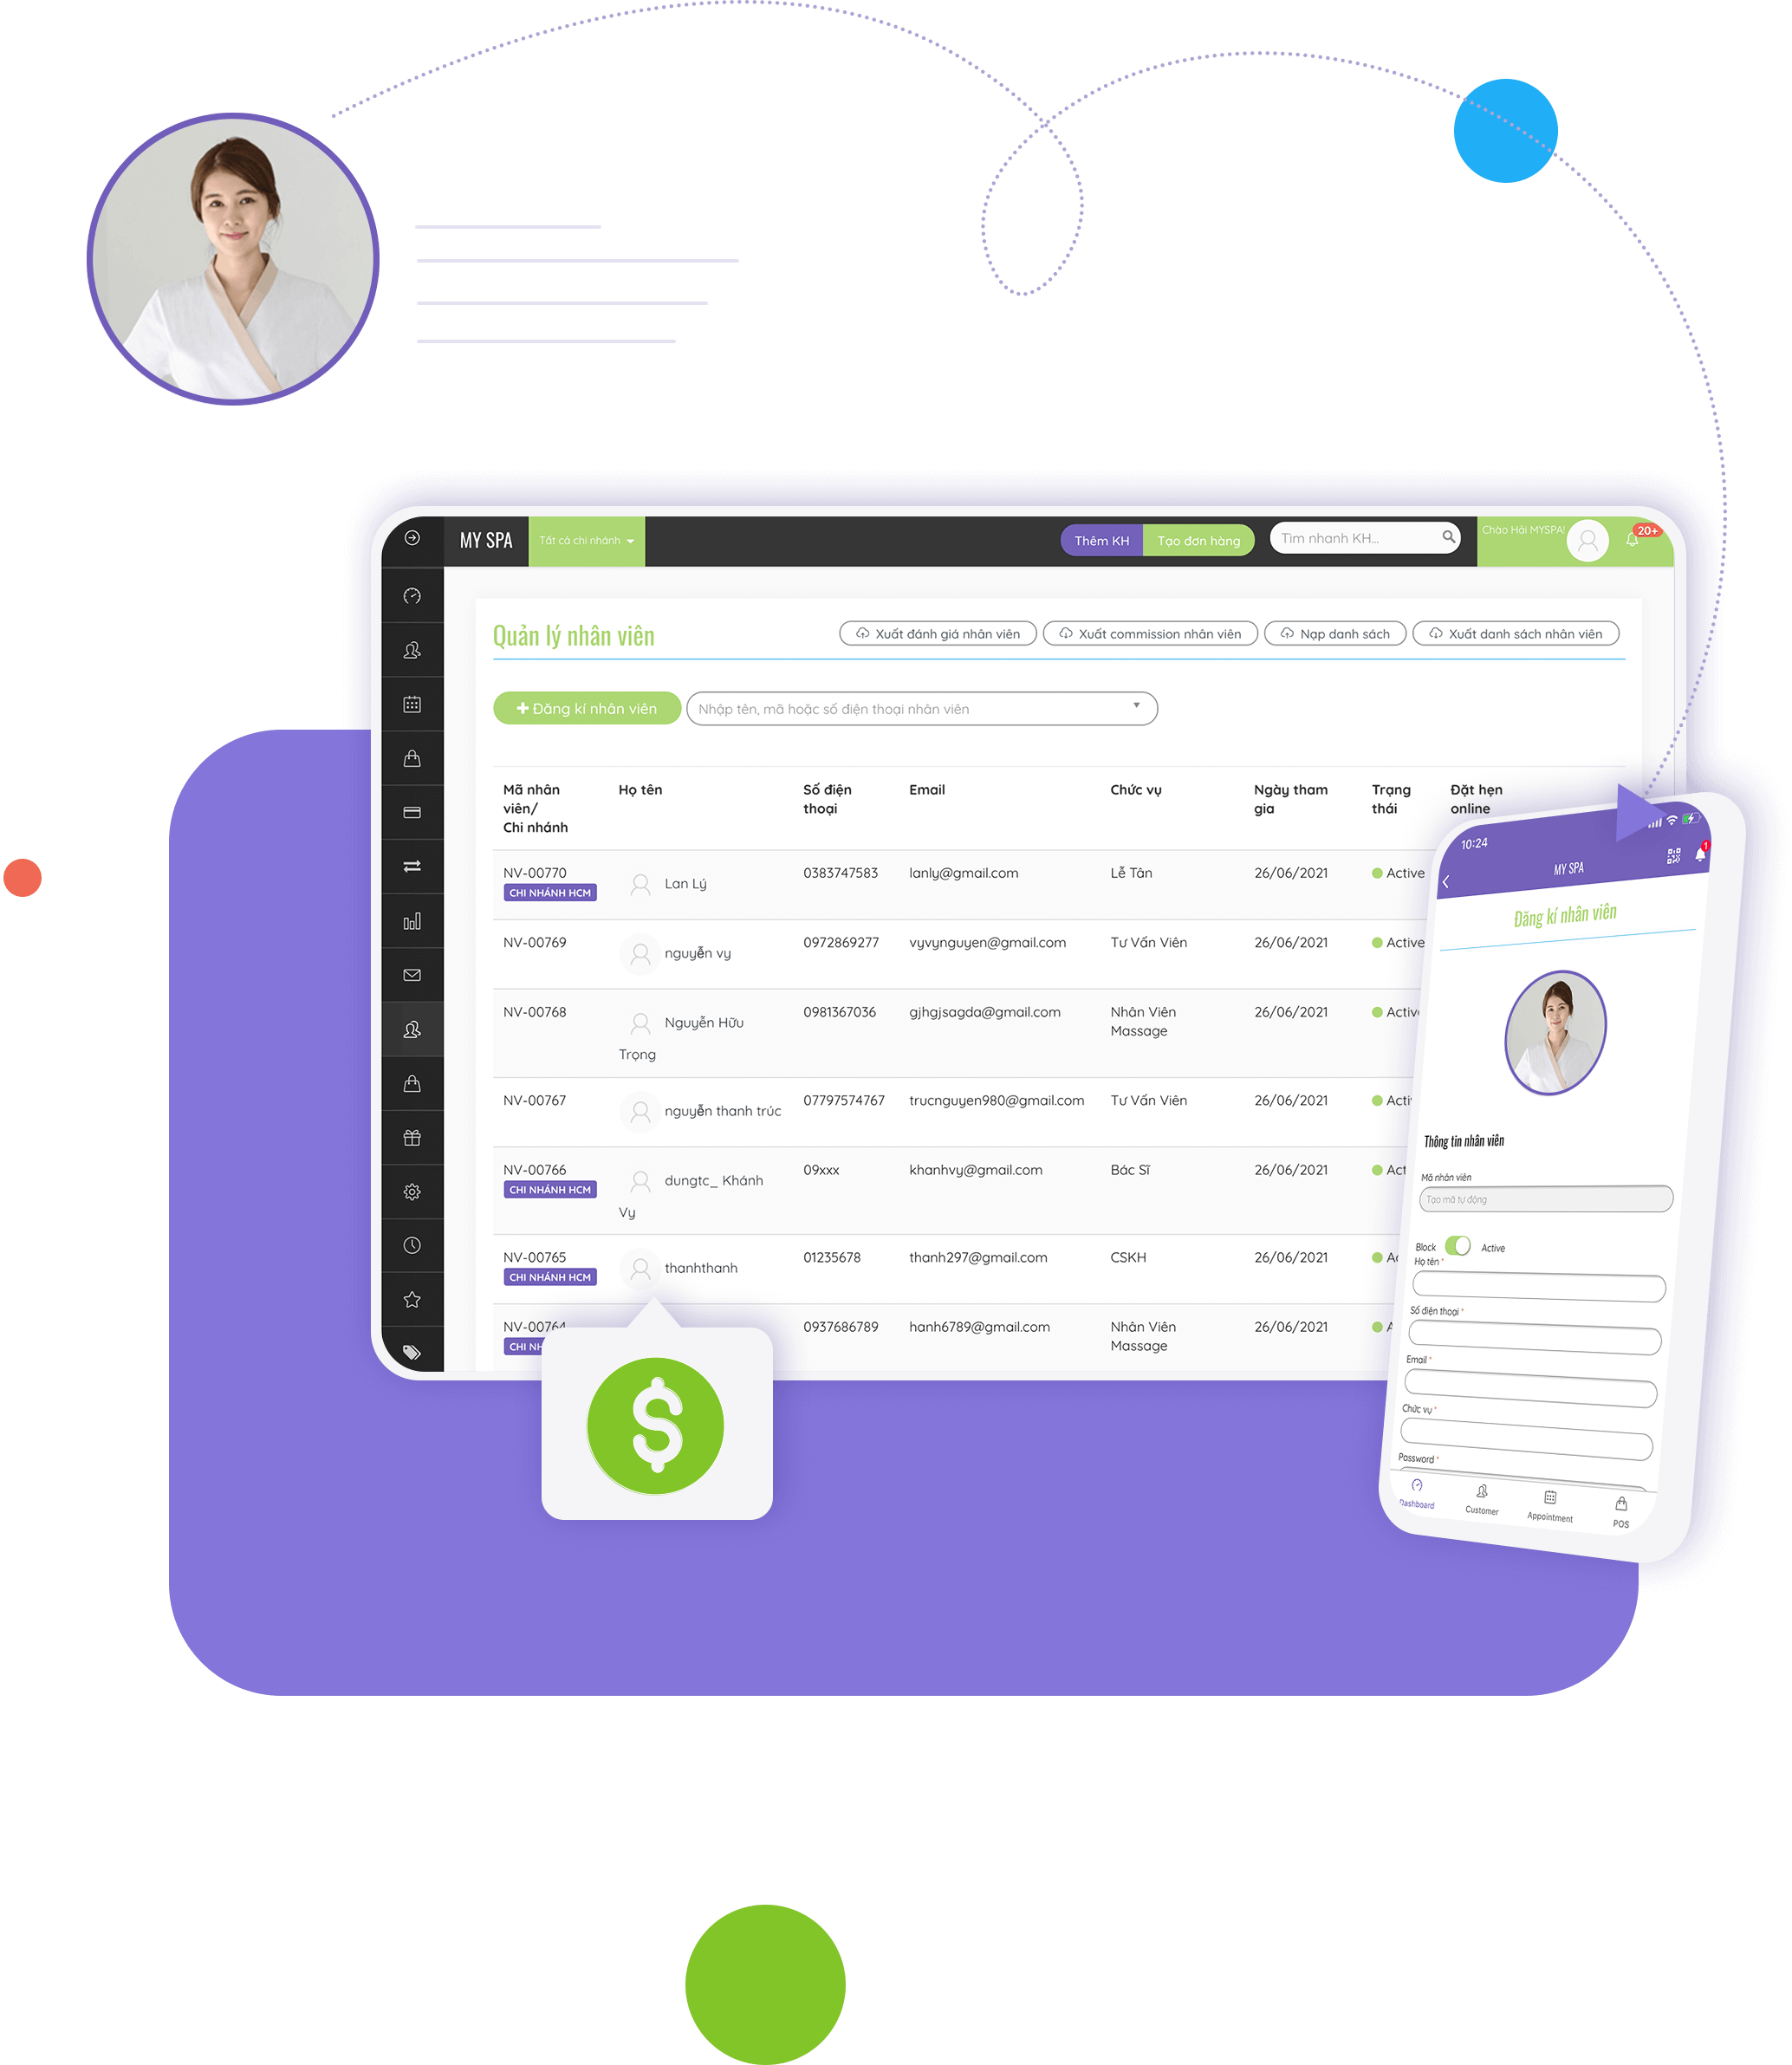 MY SPA
Tất cả chi nhánh
Thêm KH
Tạo đơn hàng
Tìm nhanh KH...
Chào Hải MYSPA!
20+
Quản lý nhân viên
Xuất đánh giá nhân viên
Xuất commission nhân viên
Nạp danh sách
Xuất danh sách nhân viên
Đăng kí nhân viên
Nhập tên, mã hoặc số điện thoại nhân viên
Mã nhân viên/ Chi nhánh
Họ tên
Số điện thoại
Email
Chức vụ
Ngày tham gia
Trạng thái
Đặt hẹn online
NV-00770
CHI NHÁNH HCM
Lan Lý
0383747583
lanly@gmail.com
Lễ Tân
26/06/2021
Active
NV-00769
nguyễn vy
0972869277
vyvynguyen@gmail.com
Tư Vấn Viên
26/06/2021
Active
NV-00768
Nguyễn Hữu Trọng
0981367036
gjhgjsagda@gmail.com
Nhân Viên Massage
26/06/2021
NV-00767
nguyễn thanh trúc
07797574767
trucnguyen980@gmail.com
Tư Vấn Viên
26/06/2021
NV-00766
CHI NHÁNH HCM
dungtc_ Khánh Vy
09xxx
khanhvy@gmail.com
Bác Sĩ
26/06/2021
NV-00765
CHI NHÁNH HCM
thanhthanh
01235678
thanh297@gmail.com
CSKH
26/06/2021
NV-00764
0937686789
hanh6789@gmail.com
Nhân Viên Massage
26/06/2021
10:24
1
MY SPA
Đăng kí nhân viên
Thông tin nhân viên
Mã nhân viên
Tạo mã tự động
Block
Active
Họ tên *
Số điện thoại *
Email *
Chức vụ *
Password *
Dashboard
Customer
Appointment
POS